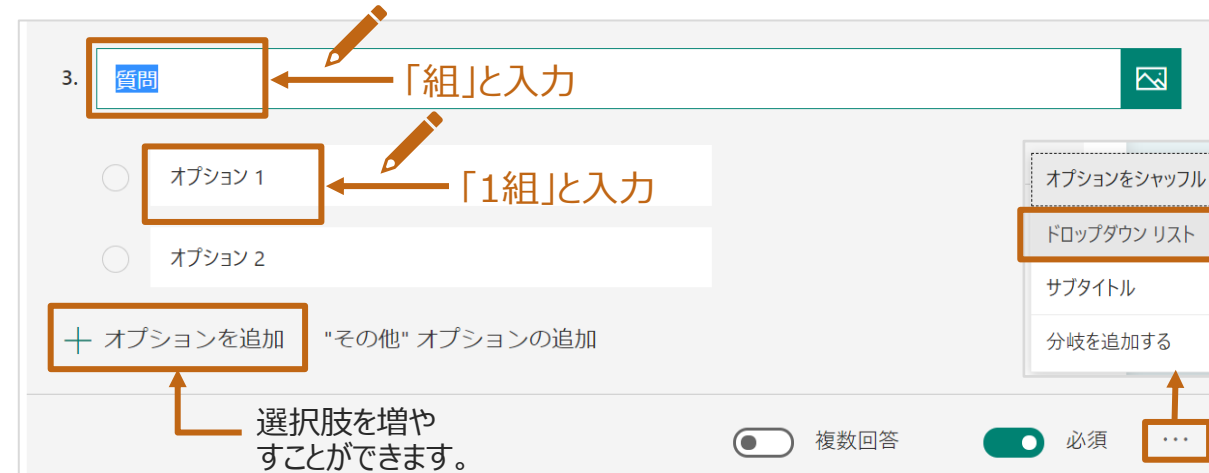 3. 質問
「組」と入力
オプション 1
「1組」と入力
オプション 2
オプションを追加
"その他" オプションの追加
選択肢を増や
すことができます。
オプションをシャッフル
ドロップダウン リスト
サブタイトル
分岐を追加する
複数回答
必須
…